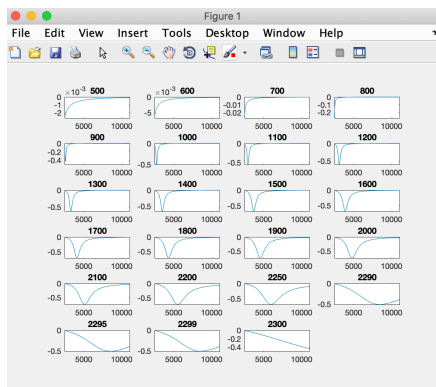 Figure 1
File Edit View Insert Tools Desktop Window Help
×10⁻³ 500 ×10⁻³ 600 700 800
0 0 0 0
-1 -0.01 -0.1
-2 -5 -0.02 -0.2
5000 10000 5000 10000 5000 10000 5000 10000
900 1000 1100 1200
0 0 0 0
-0.2
-0.4 -0.5 -0.5 -0.5
5000 10000 5000 10000 5000 10000 5000 10000
1300 1400 1500 1600
0 0 0 0
-0.5 -0.5 -0.5 -0.5
5000 10000 5000 10000 5000 10000 5000 10000
1700 1800 1900 2000
0 0 0 0
-0.5 -0.5 -0.5 -0.5
5000 10000 5000 10000 5000 10000 5000 10000
2100 2200 2250 2290
0 0 0 0
-0.5 -0.5 -0.5 -0.5
5000 10000 5000 10000 5000 10000 5000 10000
2295 2299 2300
0 0 0
-0.2
-0.5 -0.5 -0.4
5000 10000 5000 10000 5000 10000